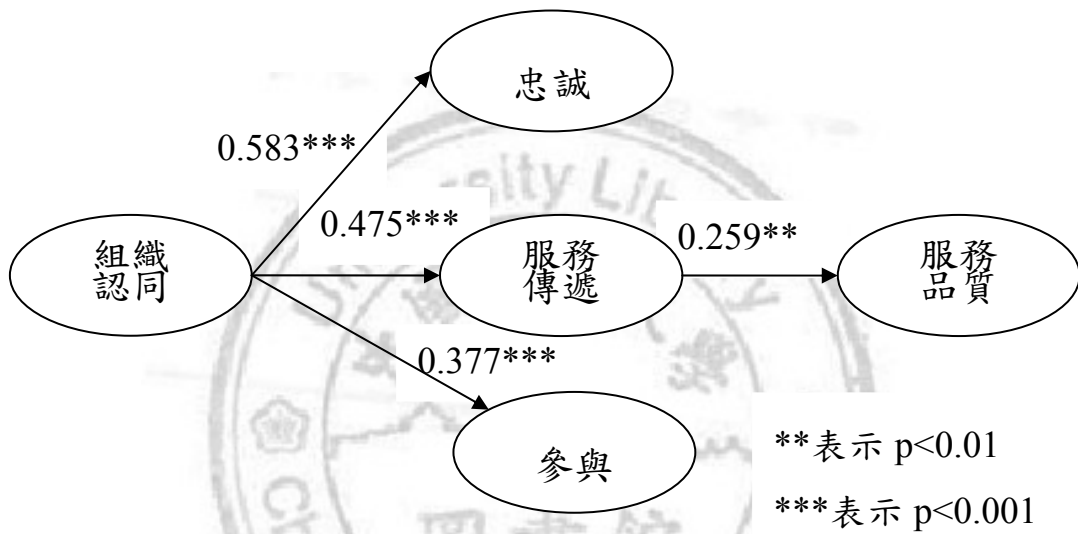 忠誠
0.583***
0.475***
0.259**
組織
認同
服務
傳遞
服務
品質
0.377***
參與
**表示 p<0.01
***表示 p<0.001